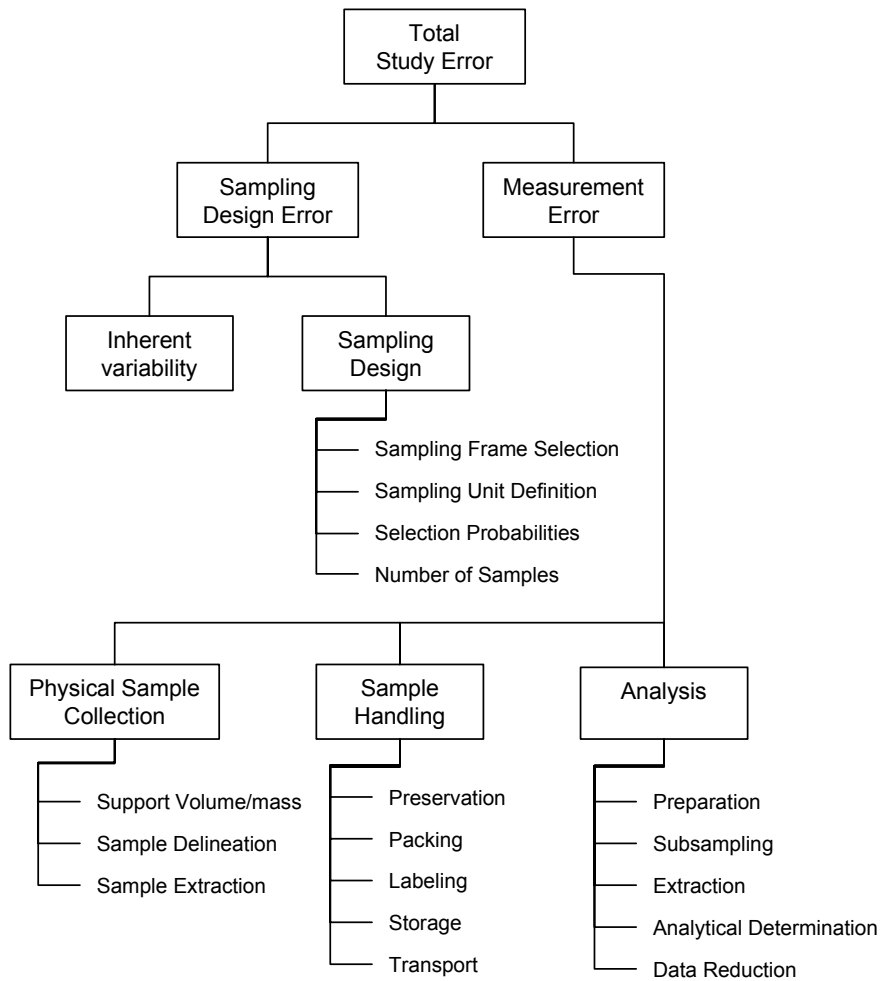 Total
Study Error
Sampling
Design Error
Measurement
Error
Inherent
variability
Sampling
Design
Sampling Frame Selection
Sampling Unit Definition
Selection Probabilities
Number of Samples
Physical Sample
Collection
Support Volume/mass
Sample Delineation
Sample Extraction
Sample
Handling
Preservation
Packing
Labeling
Storage
Transport
Analysis
Preparation
Subsampling
Extraction
Analytical Determination
Data Reduction